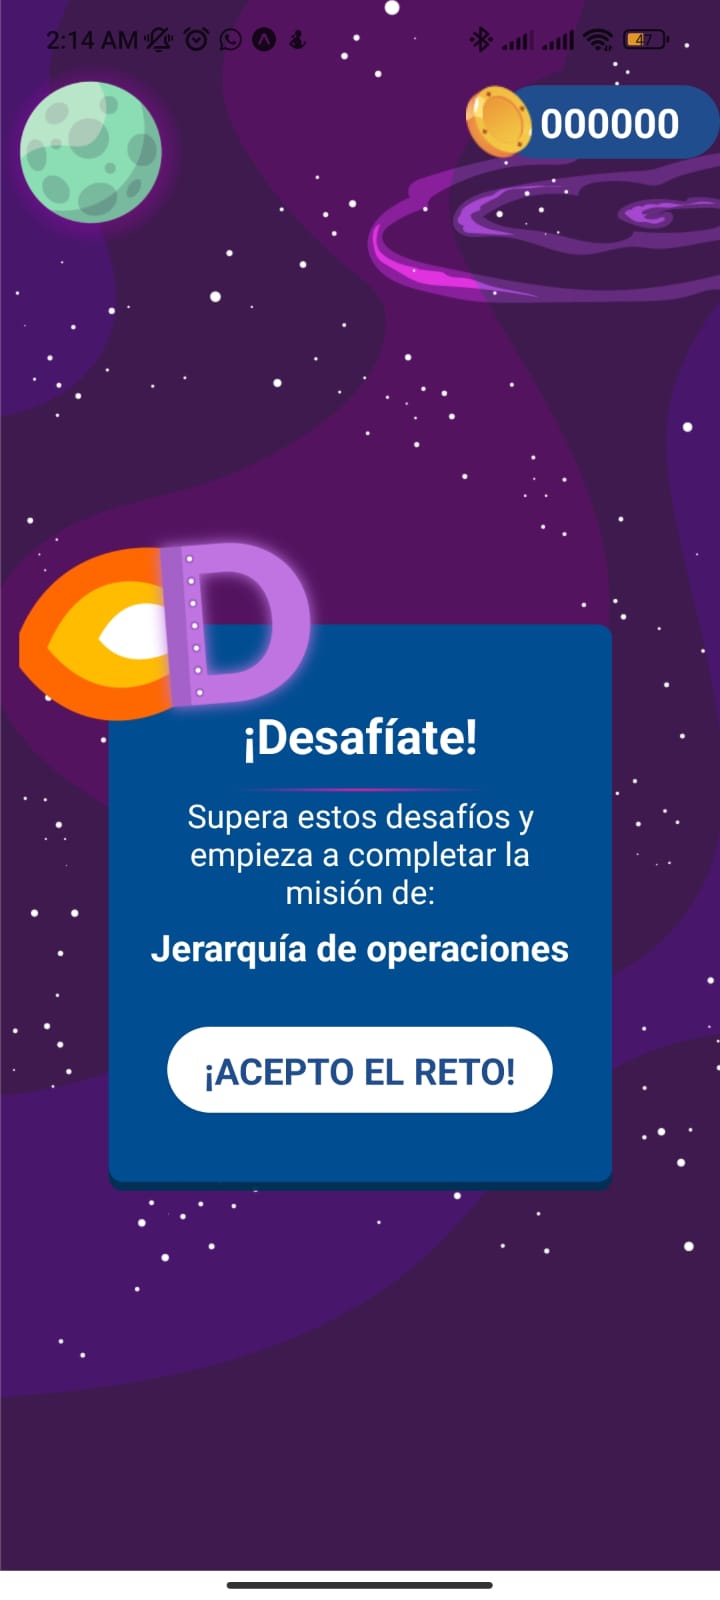 2:14 AM
47
000000
D
¡Desafíate!
Supera estos desafíos y
empieza a completar la
misión de:
Jerarquía de operaciones
¡ACEPTO EL RETO!